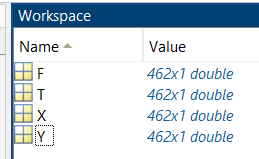 Workspace
Name Value
F 462x1 double
T 462x1 double
X 462x1 double
Y 462x1 double